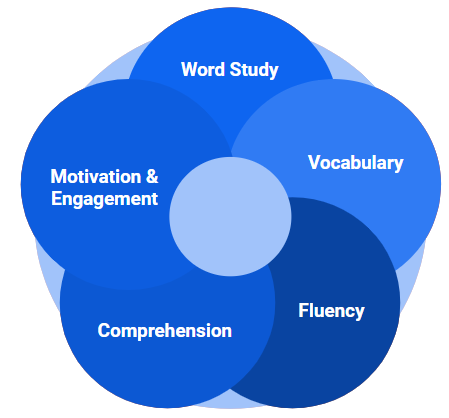 Word Study
Vocabulary
Motivation &
Engagement
Fluency
Comprehension